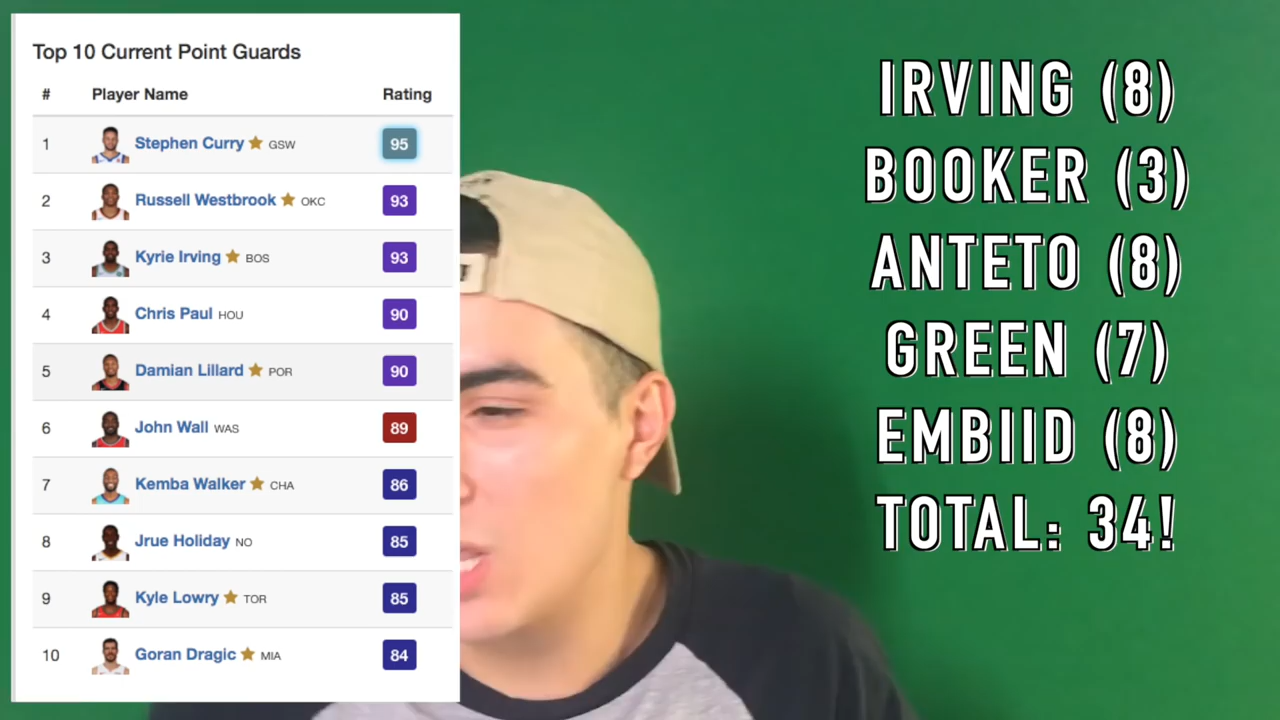 Top 10 Current Point Guards
# Player Name Rating
1 Stephen Curry GSW 95
2 Russell Westbrook OKC 93
3 Kyrie Irving BOS 93
4 Chris Paul HOU 90
5 Damian Lillard POR 90
6 John Wall WAS 89
7 Kemba Walker CHA 86
8 Jrue Holiday NO 85
9 Kyle Lowry TOR 85
10 Goran Dragic MIA 84
IRVING (8)
BOOKER (3)
ANTETO (8)
GREEN (7)
EMBIID (8)
TOTAL: 34!